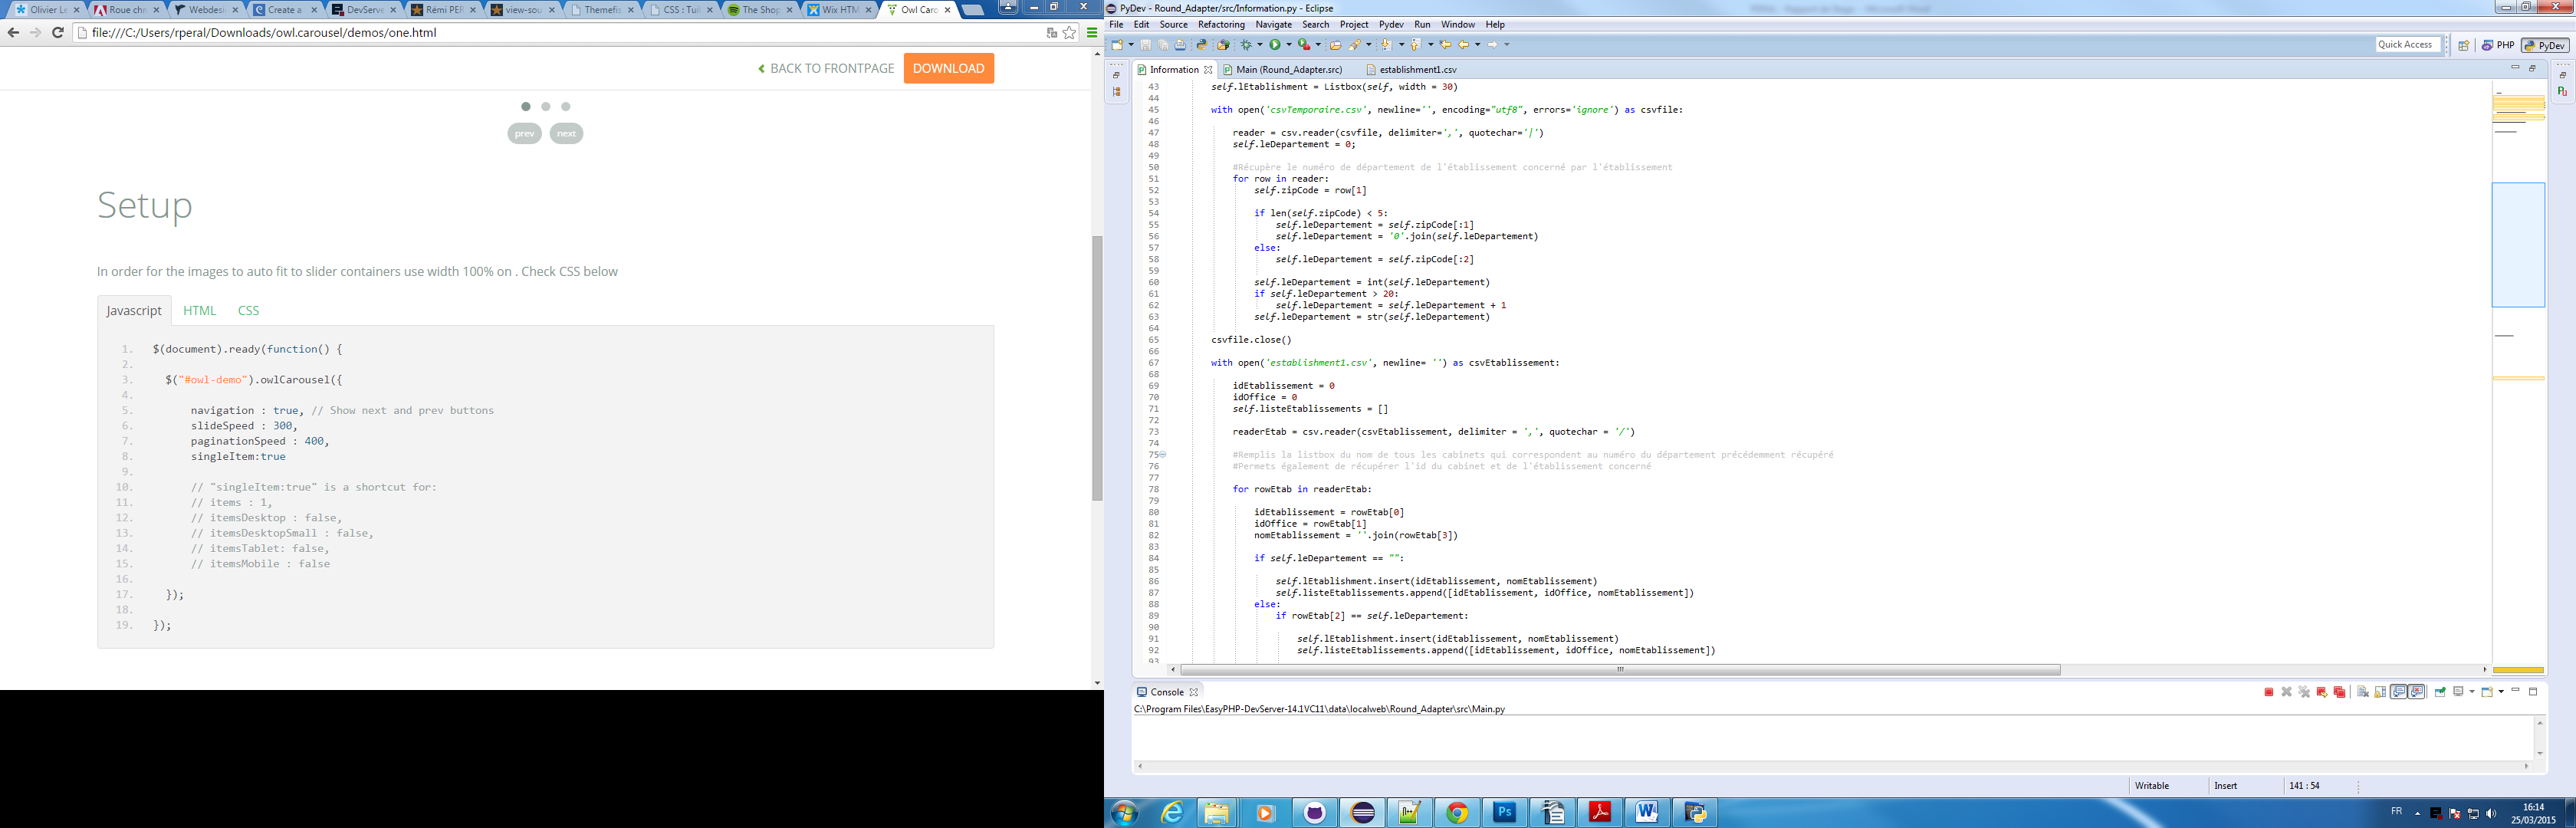 Olivier Le
Roue chr
Webdesi
Create a
DevServe
Rémi PER
view-sou
Themefis
CSS : Tui
The Shop
Wix HTM
Owl Caro
file:///C:/Users/rperal/Downloads/owl.carousel/demos/one.html
BACK TO FRONTPAGE
DOWNLOAD
prev
next
Setup
In order for the images to auto fit to slider containers use width 100% on . Check CSS below
Javascript
HTML
CSS
1. $(document).ready(function() {
2.
3. $("#owl-demo").owlCarousel({
4.
5. navigation : true, // Show next and prev buttons
6. slideSpeed : 300,
7. paginationSpeed : 400,
8. singleItem:true
9.
10. // "singleItem:true" is a shortcut for:
11. // items : 1,
12. // itemsDesktop : false,
13. // itemsDesktopSmall : false,
14. // itemsTablet: false,
15. // itemsMobile : false
16.
17. });
18.
19. });
PyDev - Round_Adapter/src/Information.py - Eclipse
File Edit Source Refactoring Navigate Search Project Pydev Run Window Help
Quick Access
PHP
PyDev
Information
Main (Round_Adapter.src)
establishment1.csv
43 self.lEtablishment = Listbox(self, width = 30)
44
45 with open('csvTemporaire.csv', newline='', encoding="utf8", errors='ignore') as csvfile:
46
47 reader = csv.reader(csvfile, delimiter=',', quotechar='|')
48 self.leDepartement = 0;
49
50 #Récupère le numéro de département de l'établissement concerné par l'établissement
51 for row in reader:
52 self.zipCode = row[1]
53
54 if len(self.zipCode) < 5:
55 self.leDepartement = self.zipCode[:1]
56 self.leDepartement = '0'.join(self.leDepartement)
57 else:
58 self.leDepartement = self.zipCode[:2]
59
60 self.leDepartement = int(self.leDepartement)
61 if self.leDepartement > 20:
62 self.leDepartement = self.leDepartement + 1
63 self.leDepartement = str(self.leDepartement)
64
65 csvfile.close()
66
67 with open('establishment1.csv', newline= '') as csvEtablissement:
68
69 idEtablissement = 0
70 idOffice = 0
71 self.listeEtablissements = []
72
73 readerEtab = csv.reader(csvEtablissement, delimiter = ',', quotechar = '/')
74
75 #Remplis la listbox du nom de tous les cabinets qui correspondent au numéro du département précédemment récupéré
76 #Permets également de récupérer l'id du cabinet et de l'établissement concerné
77
78 for rowEtab in readerEtab:
79
80 idEtablissement = rowEtab[0]
81 idOffice = rowEtab[1]
82 nomEtablissement = ''.join(rowEtab[3])
83
84 if self.leDepartement == "":
85
86 self.lEtablishment.insert(idEtablissement, nomEtablissement)
87 self.listeEtablissements.append([idEtablissement, idOffice, nomEtablissement])
88 else:
89 if rowEtab[2] == self.leDepartement:
90
91 self.lEtablishment.insert(idEtablissement, nomEtablissement)
92 self.listeEtablissements.append([idEtablissement, idOffice, nomEtablissement])
93
Console
C:\Program Files\EasyPHP-DevServer-14.1VC11\data\localweb\Round_Adapter\src\Main.py
Writable
Insert
141 : 54
Ps
FR
16:14
25/03/2015